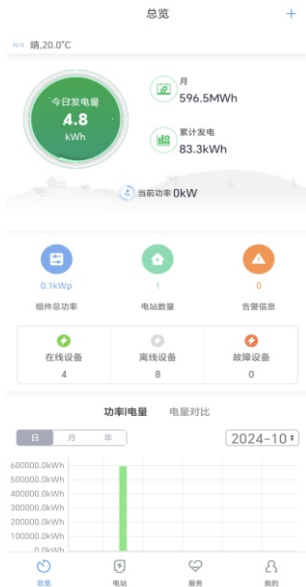 总览
+
N/A 晴,20.0°C
今日发电量
4.8
kWh
月
596.5MWh
累计发电
83.3kWh
当前功率 0kW
0.1kWp
1
0
组件总功率
电站数量
告警信息
在线设备
离线设备
故障设备
4
8
0
功率|电量
电量对比
日 月 年
2024-10
600000.0kWh
500000.0kWh
400000.0kWh
300000.0kWh
200000.0kWh
100000.0kWh
0.0kWh
总览
电站
服务
我的